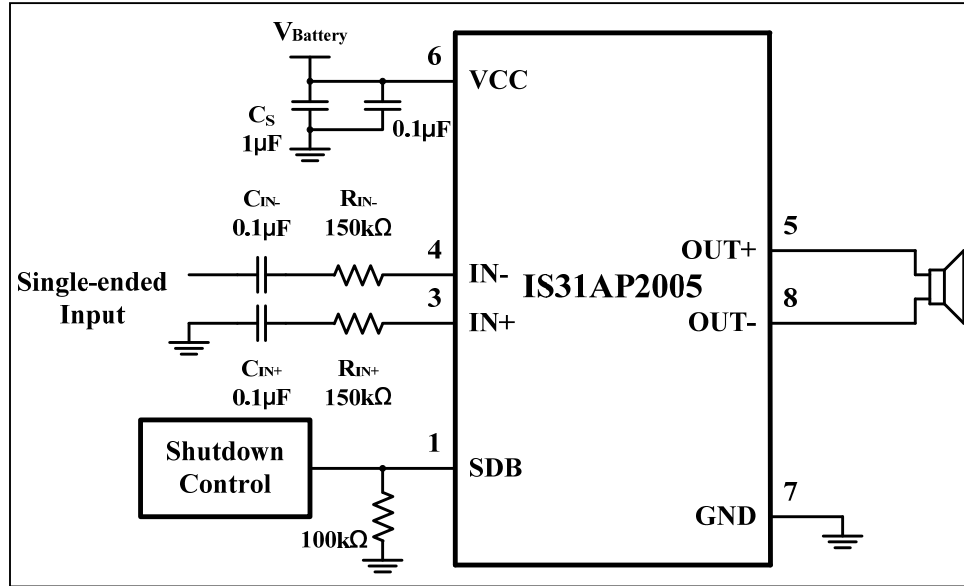 VBattery
6
VCC
CS
1µF
0.1µF
CIN-
0.1µF
RIN-
150kΩ
4
IN-
Single-ended
Input
3
IN+
CIN+
0.1µF
RIN+
150kΩ
IS31AP2005
5
OUT+
8
OUT-
Shutdown
Control
1
SDB
100kΩ
7
GND